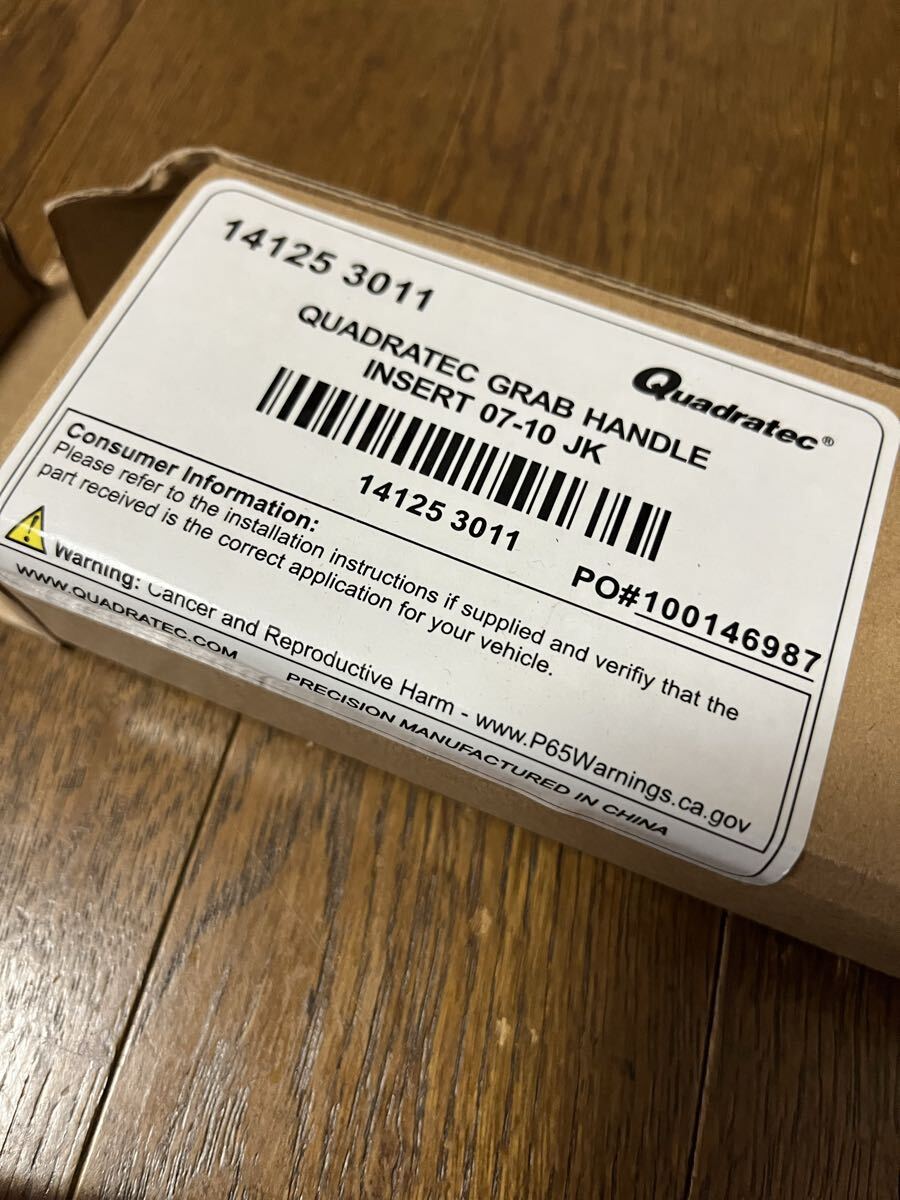 14125 3011
Quadratec®
QUADRATEC GRAB HANDLE
INSERT 07-10 JK
14125 3011
PO#100146987
Consumer Information:
Please refer to the installation instructions if supplied and verifiy that the
part received is the correct application for your vehicle.
Warning: Cancer and Reproductive Harm - www.P65Warnings.ca.gov
WWW.QUADRATEC.COM
PRECISION MANUFACTURED IN CHINA